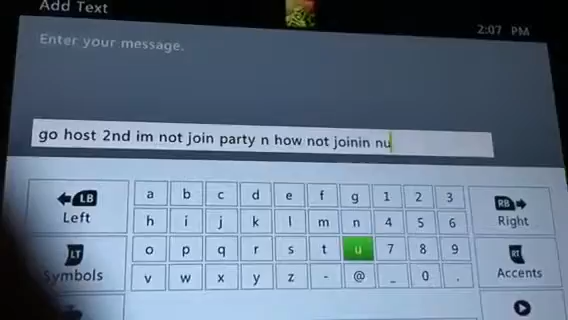 Add Text
2:07 PM
Enter your message.
go host 2nd im not join party n how not joinin nu
LB
Left
a b c d e f g 1 2 3
RB
Right
h i j k l m n 4 5 6
LT
Symbols
o p q r s t u 7 8 9
RT
Accents
v w x y z - @ _ 0 .